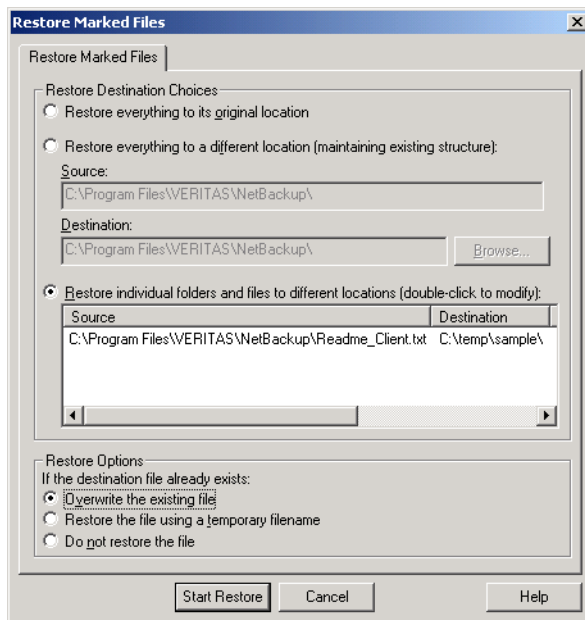 Restore Marked Files
Restore Marked Files
Restore Destination Choices
Restore everything to its original location
Restore everything to a different location (maintaining existing structure):
Source:
C:\Program Files\VERITAS\NetBackup\
Destination:
C:\Program Files\VERITAS\NetBackup\ Browse...
Restore individual folders and files to different locations (double-click to modify):
Source Destination
C:\Program Files\VERITAS\NetBackup\Readme_Client.txt C:\temp\sample\
Restore Options
If the destination file already exists:
Overwrite the existing file
Restore the file using a temporary filename
Do not restore the file
Start Restore Cancel Help